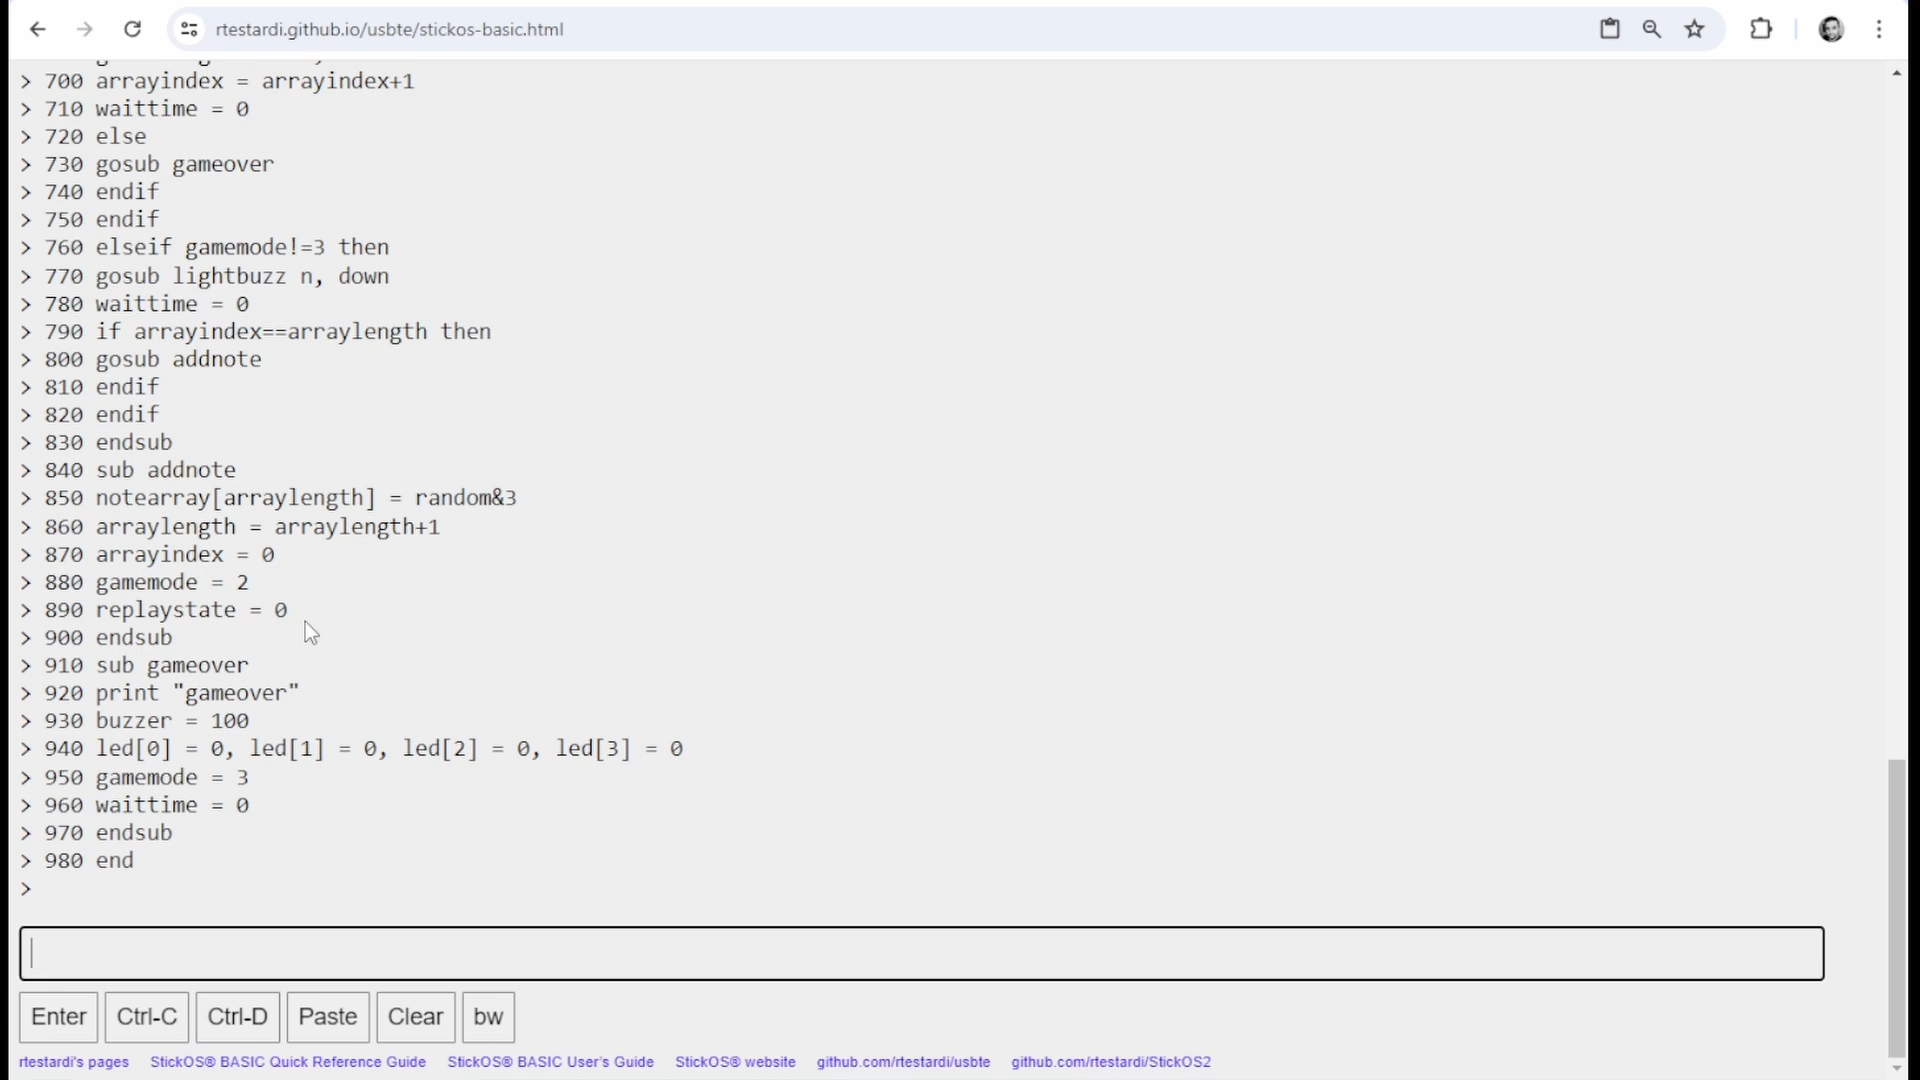 rtestardi.github.io/usbte/stickos-basic.html
> 700 arrayindex = arrayindex+1
> 710 waittime = 0
> 720 else
> 730 gosub gameover
> 740 endif
> 750 endif
> 760 elseif gamemode!=3 then
> 770 gosub lightbuzz n, down
> 780 waittime = 0
> 790 if arrayindex==arraylength then
> 800 gosub addnote
> 810 endif
> 820 endif
> 830 endsub
> 840 sub addnote
> 850 notearray[arraylength] = random&3
> 860 arraylength = arraylength+1
> 870 arrayindex = 0
> 880 gamemode = 2
> 890 replaystate = 0
> 900 endsub
> 910 sub gameover
> 920 print "gameover"
> 930 buzzer = 100
> 940 led[0] = 0, led[1] = 0, led[2] = 0, led[3] = 0
> 950 gamemode = 3
> 960 waittime = 0
> 970 endsub
> 980 end
>
Enter Ctrl-C Ctrl-D Paste Clear bw
rtestardi's pages StickOS® BASIC Quick Reference Guide StickOS® BASIC User's Guide StickOS® website github.com/rtestardi/usbte github.com/rtestardi/StickOS2